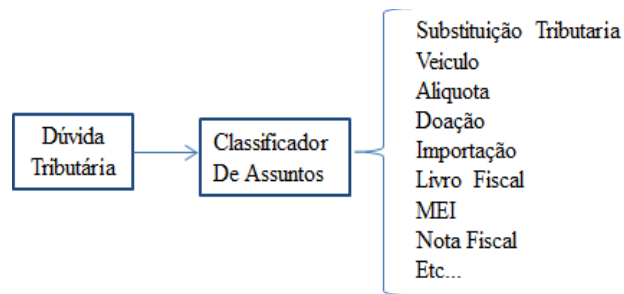 Dúvida
Tributária
Classificador
De Assuntos
Substituição Tributaria
Veiculo
Aliquota
Doação
Importação
Livro Fiscal
MEI
Nota Fiscal
Etc...